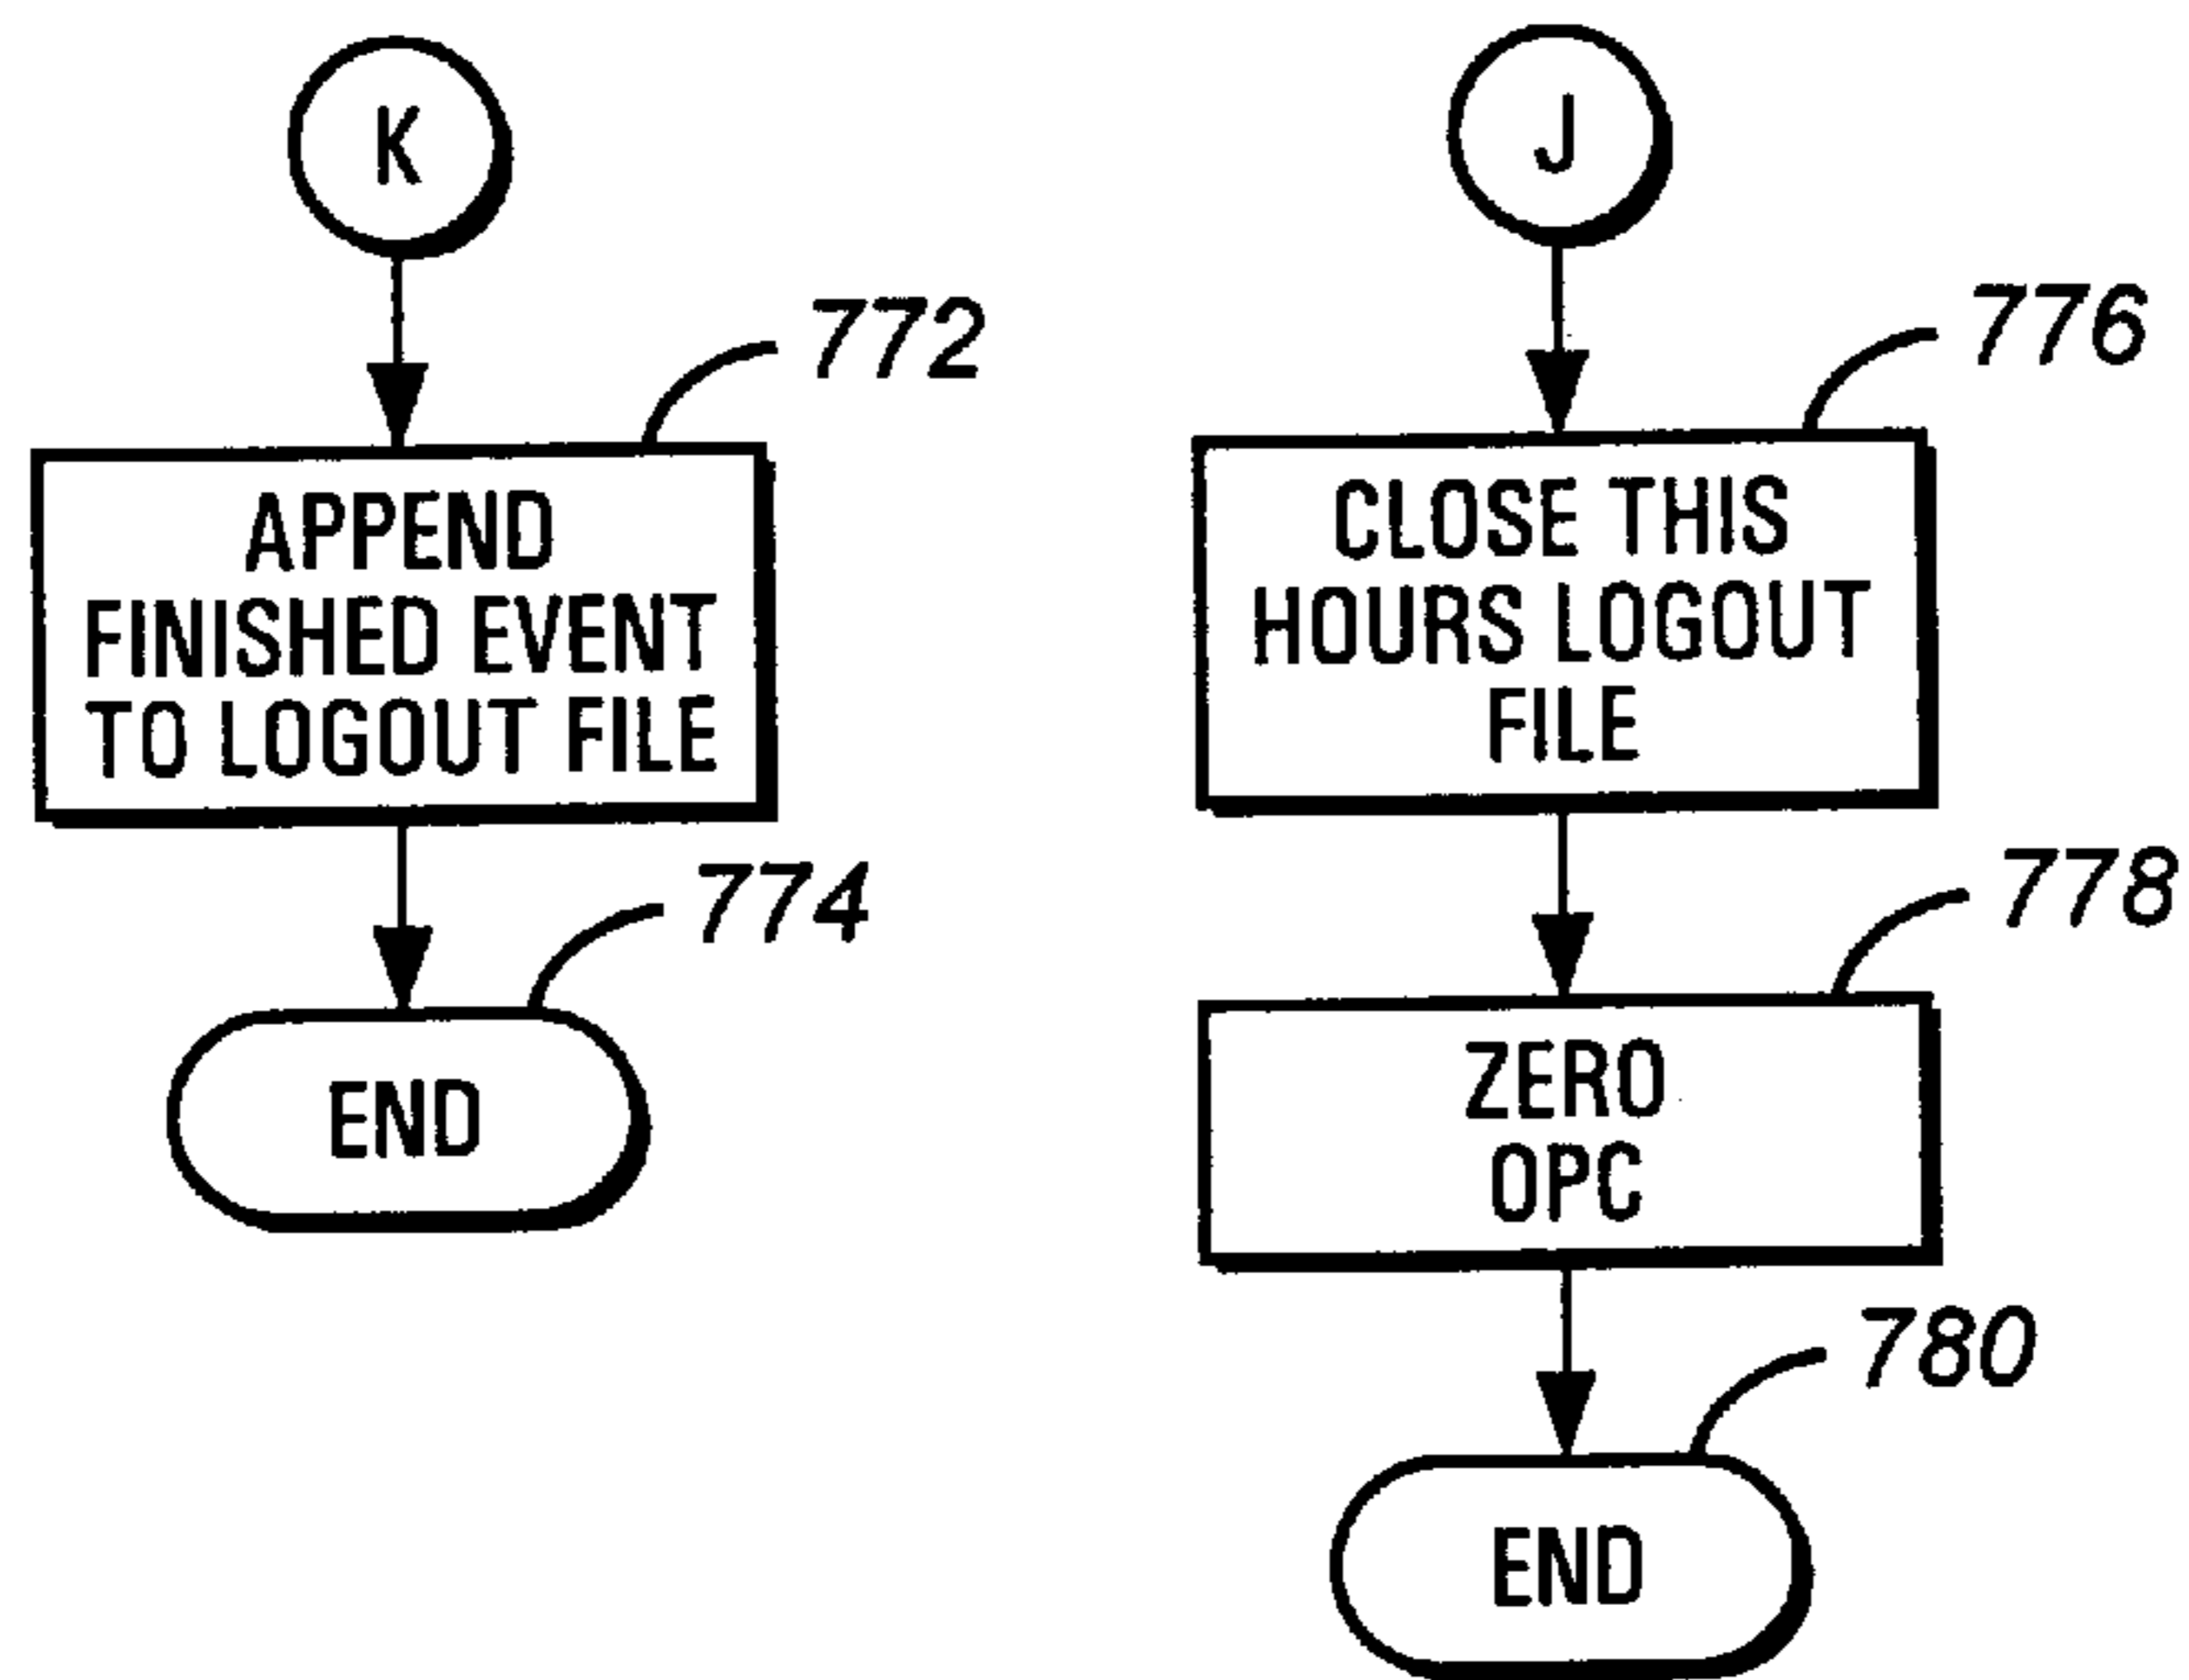 K
772
APPEND
FINISHED EVENT
TO LOGOUT FILE
774
END
J
776
CLOSE THIS
HOURS LOGOUT
FILE
778
ZERO
OPC
780
END